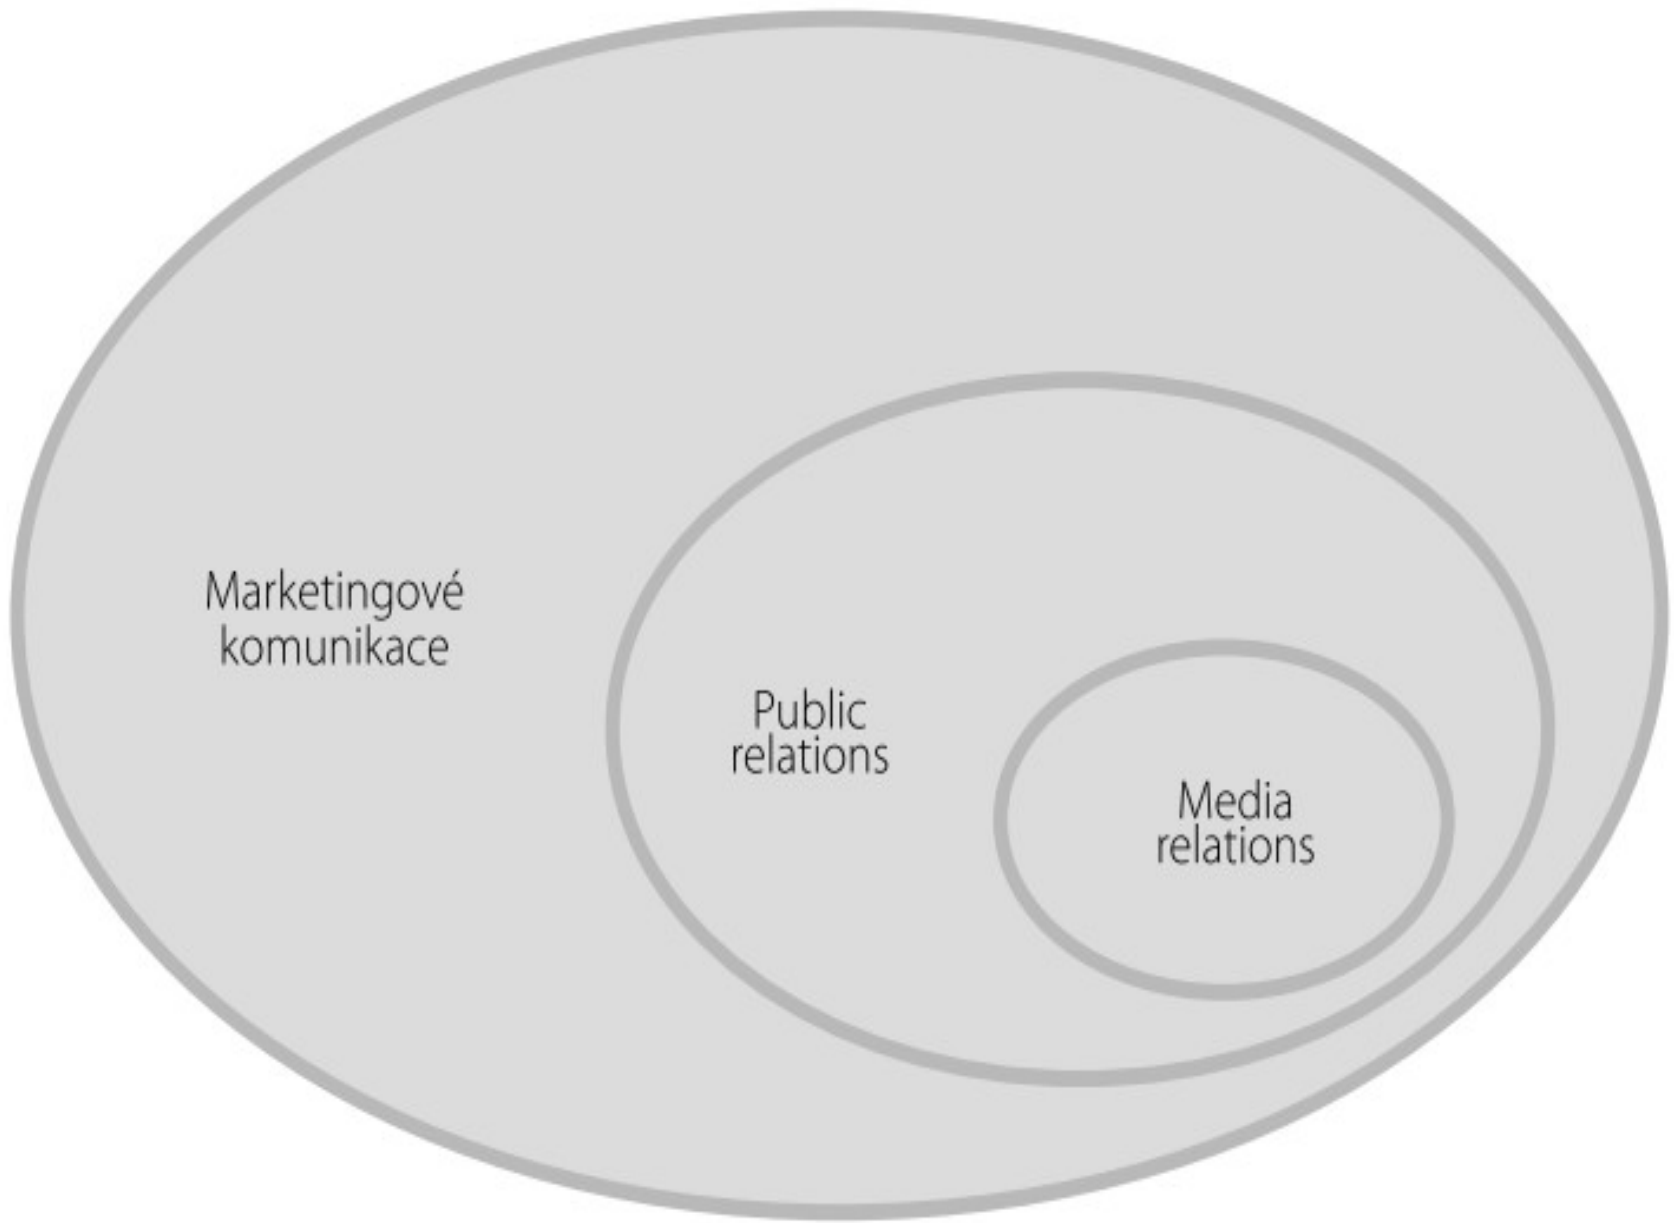 Marketingové
komunikace
Public
relations
Media
relations